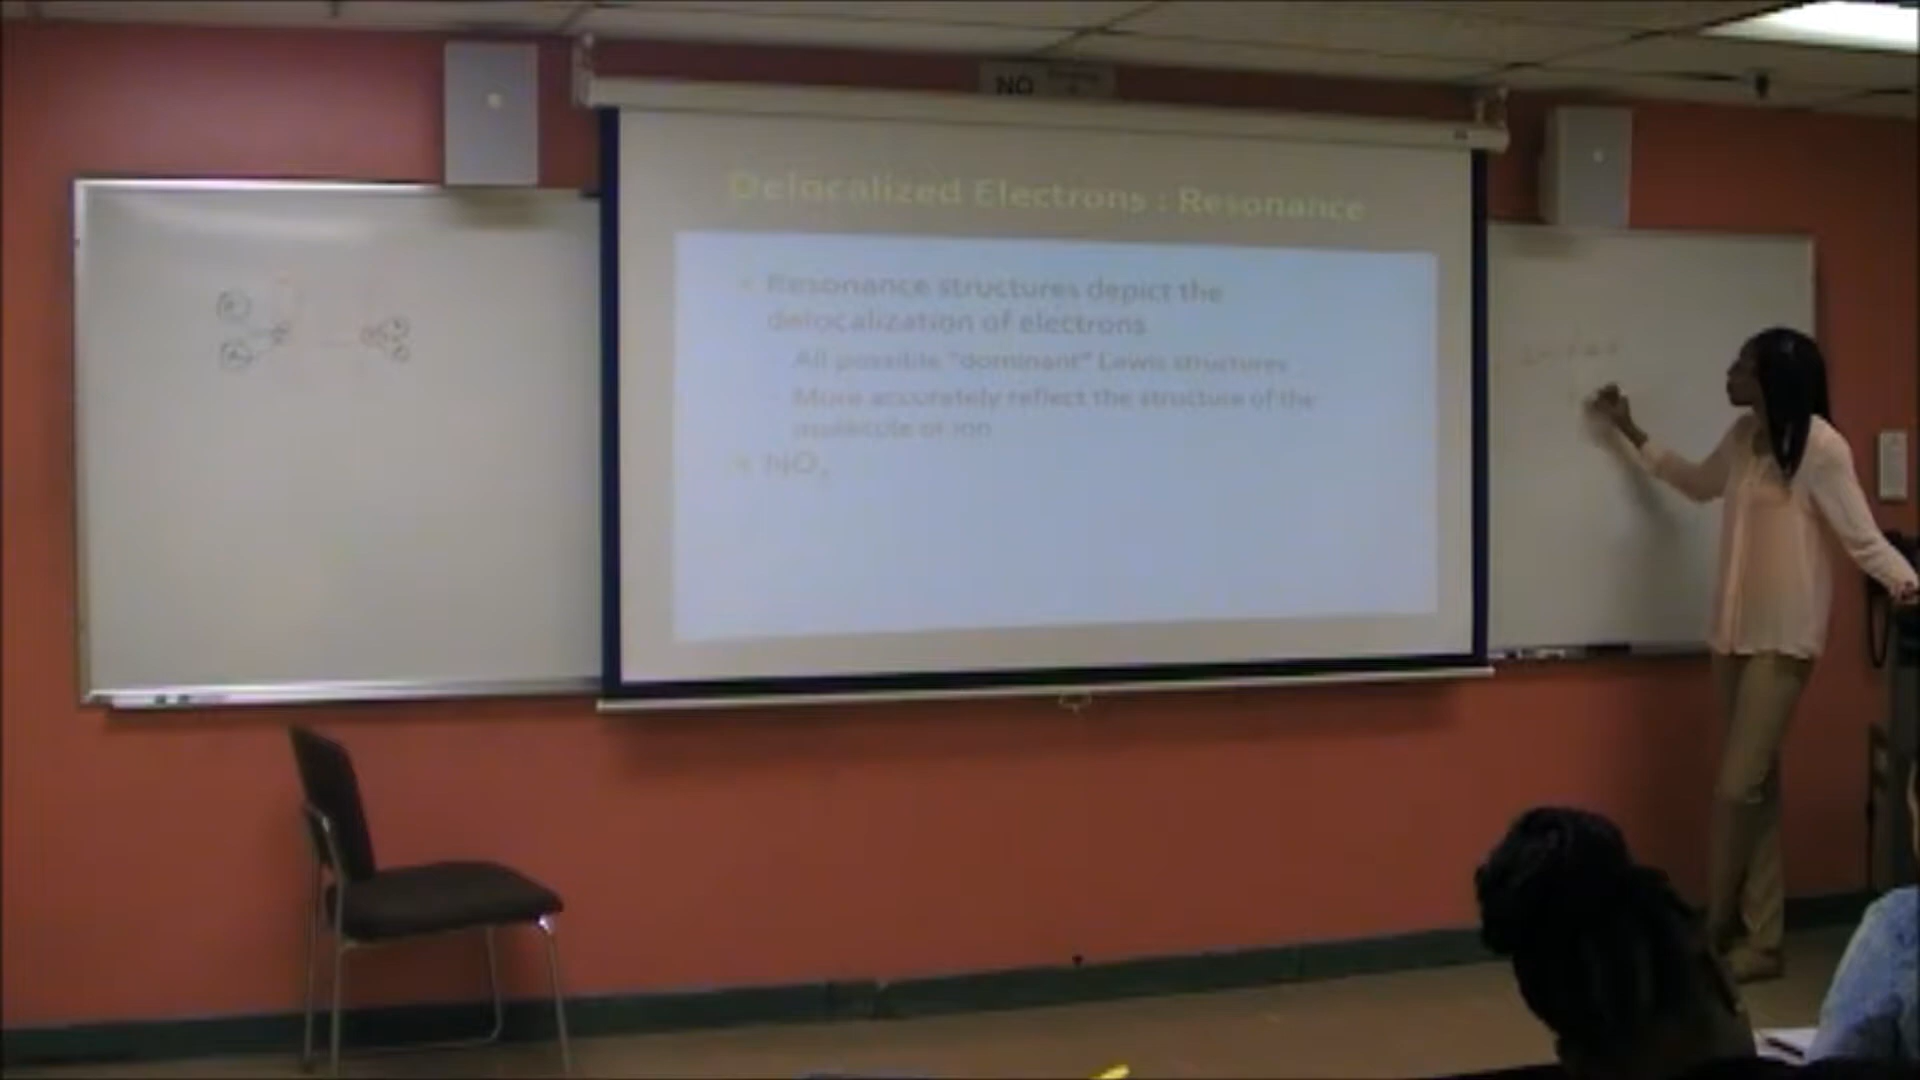 NO
Delocalized Electrons : Resonance
Resonance structures depict the
delocalization of electrons
All possible "dominant" Lewis structures
More accurately reflect the structure of the
molecule or ion